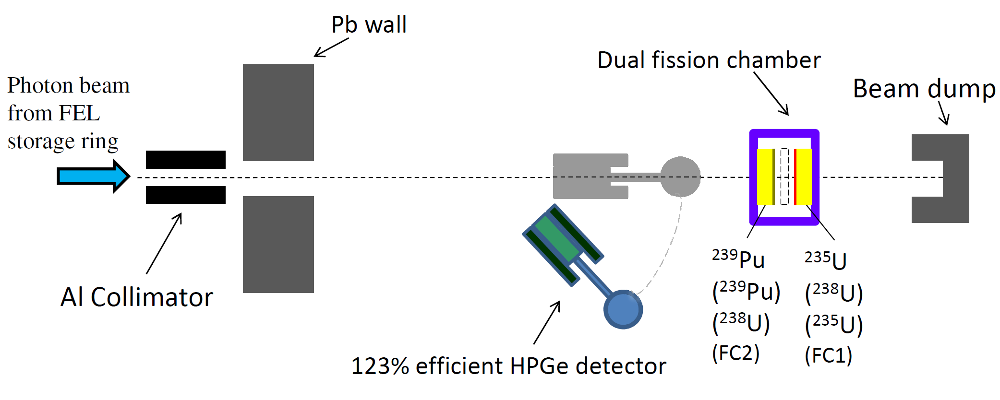 Pb wall
Dual fission chamber
Beam dump
Photon beam
from FEL
storage ring
Al Collimator
123% efficient HPGe detector
²³⁹Pu
(²³⁹Pu)
(²³⁸U)
(FC2)
²³⁵U
(²³⁸U)
(²³⁵U)
(FC1)